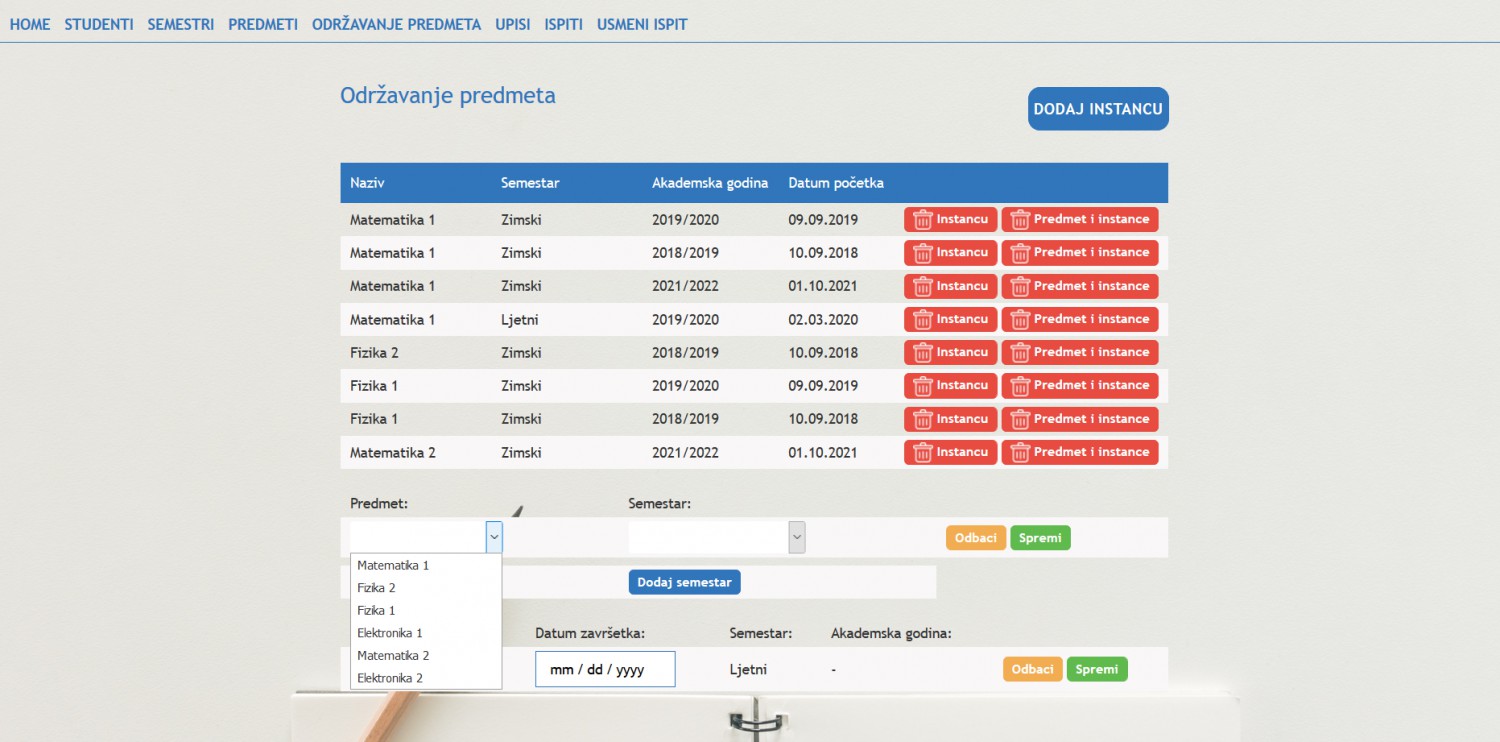 HOME STUDENTI SEMESTRI PREDMETI ODRŽAVANJE PREDMETA UPISI ISPITI USMENI ISPIT
Održavanje predmeta
DODAJ INSTANCU
Naziv Semestar Akademska godina Datum početka
Matematika 1 Zimski 2019/2020 09.09.2019 Instancu Predmet i instance
Matematika 1 Zimski 2018/2019 10.09.2018 Instancu Predmet i instance
Matematika 1 Zimski 2021/2022 01.10.2021 Instancu Predmet i instance
Matematika 1 Ljetni 2019/2020 02.03.2020 Instancu Predmet i instance
Fizika 2 Zimski 2018/2019 10.09.2018 Instancu Predmet i instance
Fizika 1 Zimski 2019/2020 09.09.2019 Instancu Predmet i instance
Fizika 1 Zimski 2018/2019 10.09.2018 Instancu Predmet i instance
Matematika 2 Zimski 2021/2022 01.10.2021 Instancu Predmet i instance
Predmet: Semestar:
Odbaci Spremi
Matematika 1
Fizika 2
Fizika 1
Elektronika 1
Matematika 2
Elektronika 2
Dodaj semestar
Datum završetka: Semestar: Akademska godina:
mm / dd / yyyy Ljetni - Odbaci Spremi